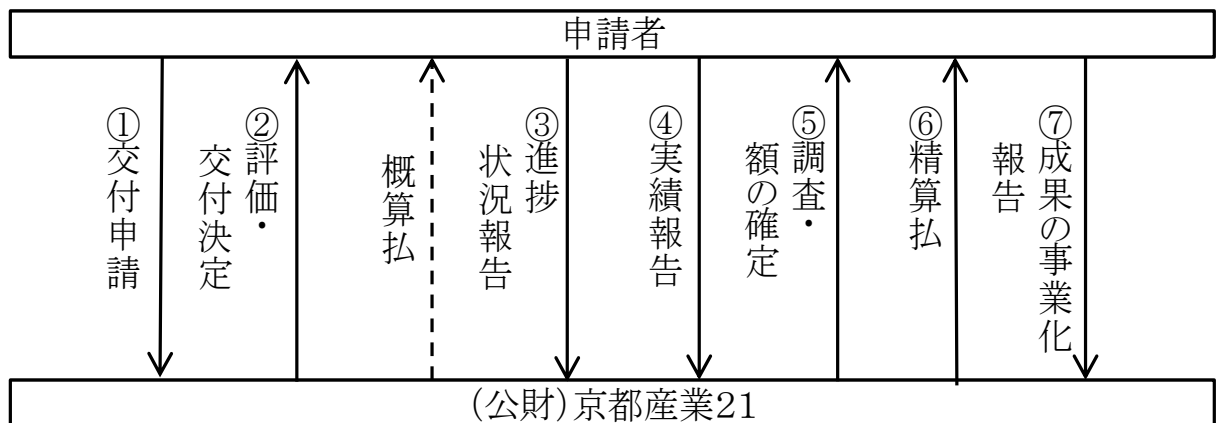 申請者
①交付申請
②評価・
交付決定
概算払
③進捗
状況報告
④実績報告
⑤調査・
額の確定
⑥精算払
⑦成果の事業化
報告
(公財)京都産業21